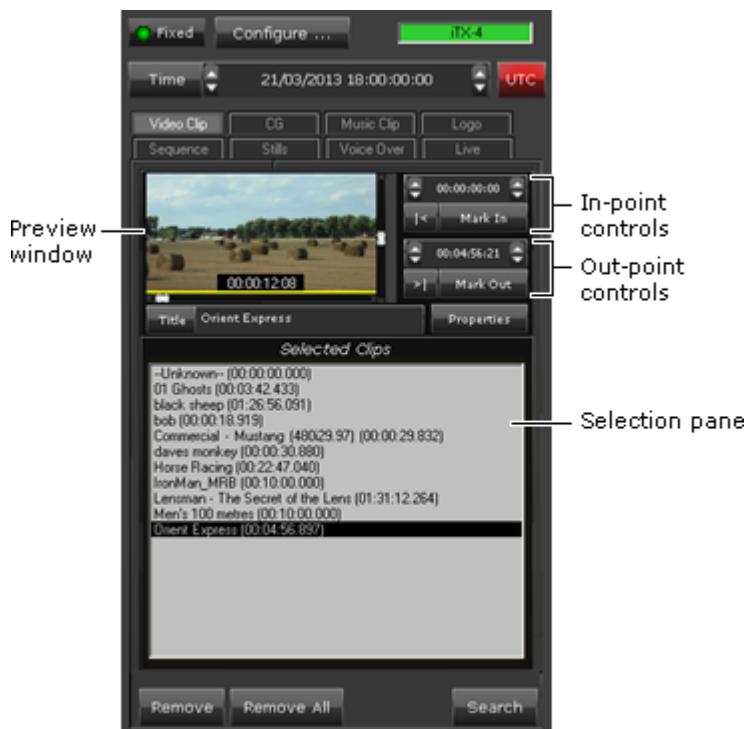 Fixed
Configure ...
iTX-4
Time
21/03/2013 18:00:00:00
UTC
Video Clip
CG
Music Clip
Logo
Sequence
Stills
Voice Over
Live
Preview
window
00:00:12:08
00:00:00:00
|<
Mark In
In-point
controls
00:04:56:21
>|
Mark Out
Out-point
controls
Title
Orient Express
Properties
Selected Clips
--Unknown-- (00:00:00.000)
01 Ghosts (00:03:42.433)
black sheep (01:26:56.091)
bob (00:00:18.919)
Commercial - Mustang (480i29.97) (00:00:29.832)
daves monkey (00:00:30.880)
Horse Racing (00:22:47.040)
IronMan_MRB (00:10:00.000)
Lensman - The Secret of the Lens (01:31:12.264)
Men's 100 metres (00:10:00.000)
Orient Express (00:04:56.897)
Selection pane
Remove
Remove All
Search